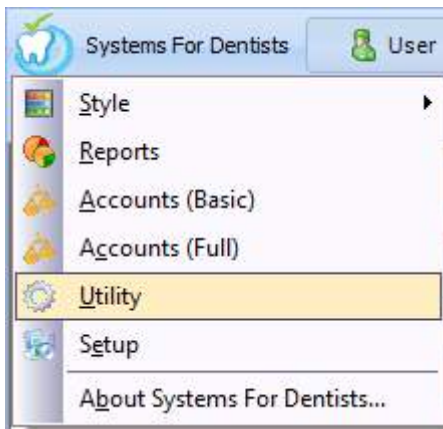 Systems For Dentists User
Style
Reports
Accounts (Basic)
Accounts (Full)
Utility
Setup
About Systems For Dentists...